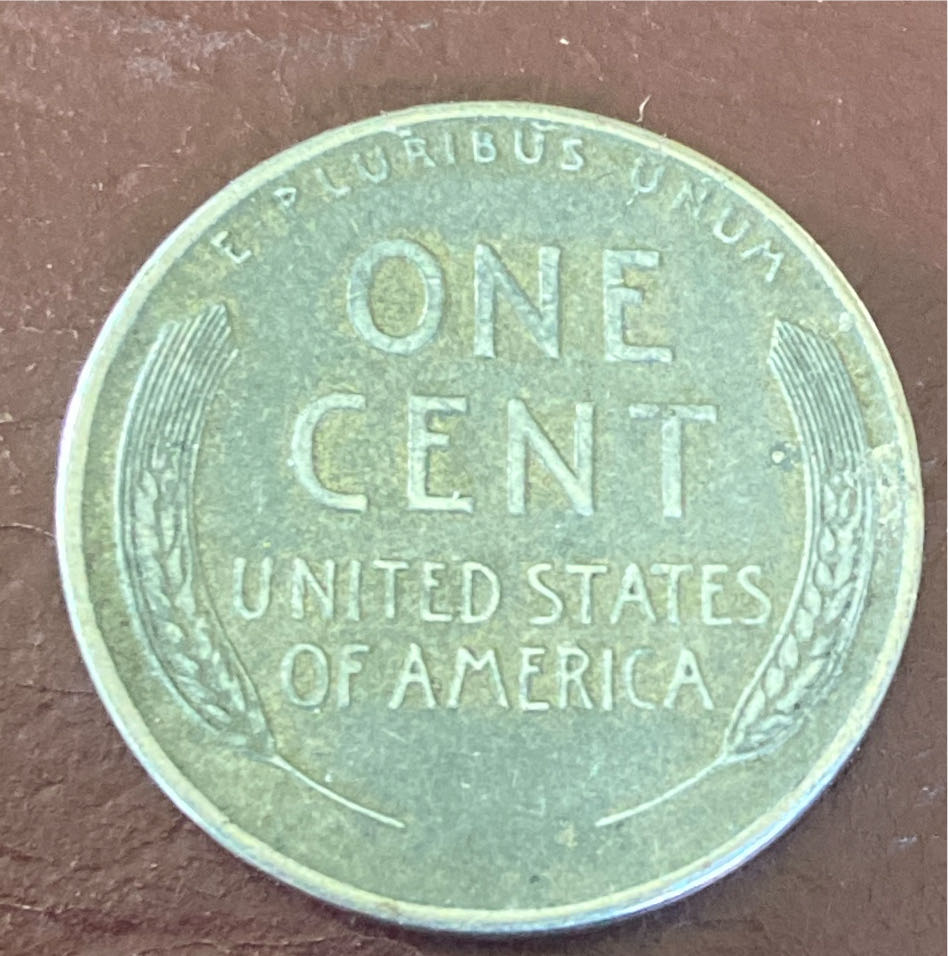 E PLURIBUS UNUM
ONE
CENT
UNITED STATES
OF AMERICA